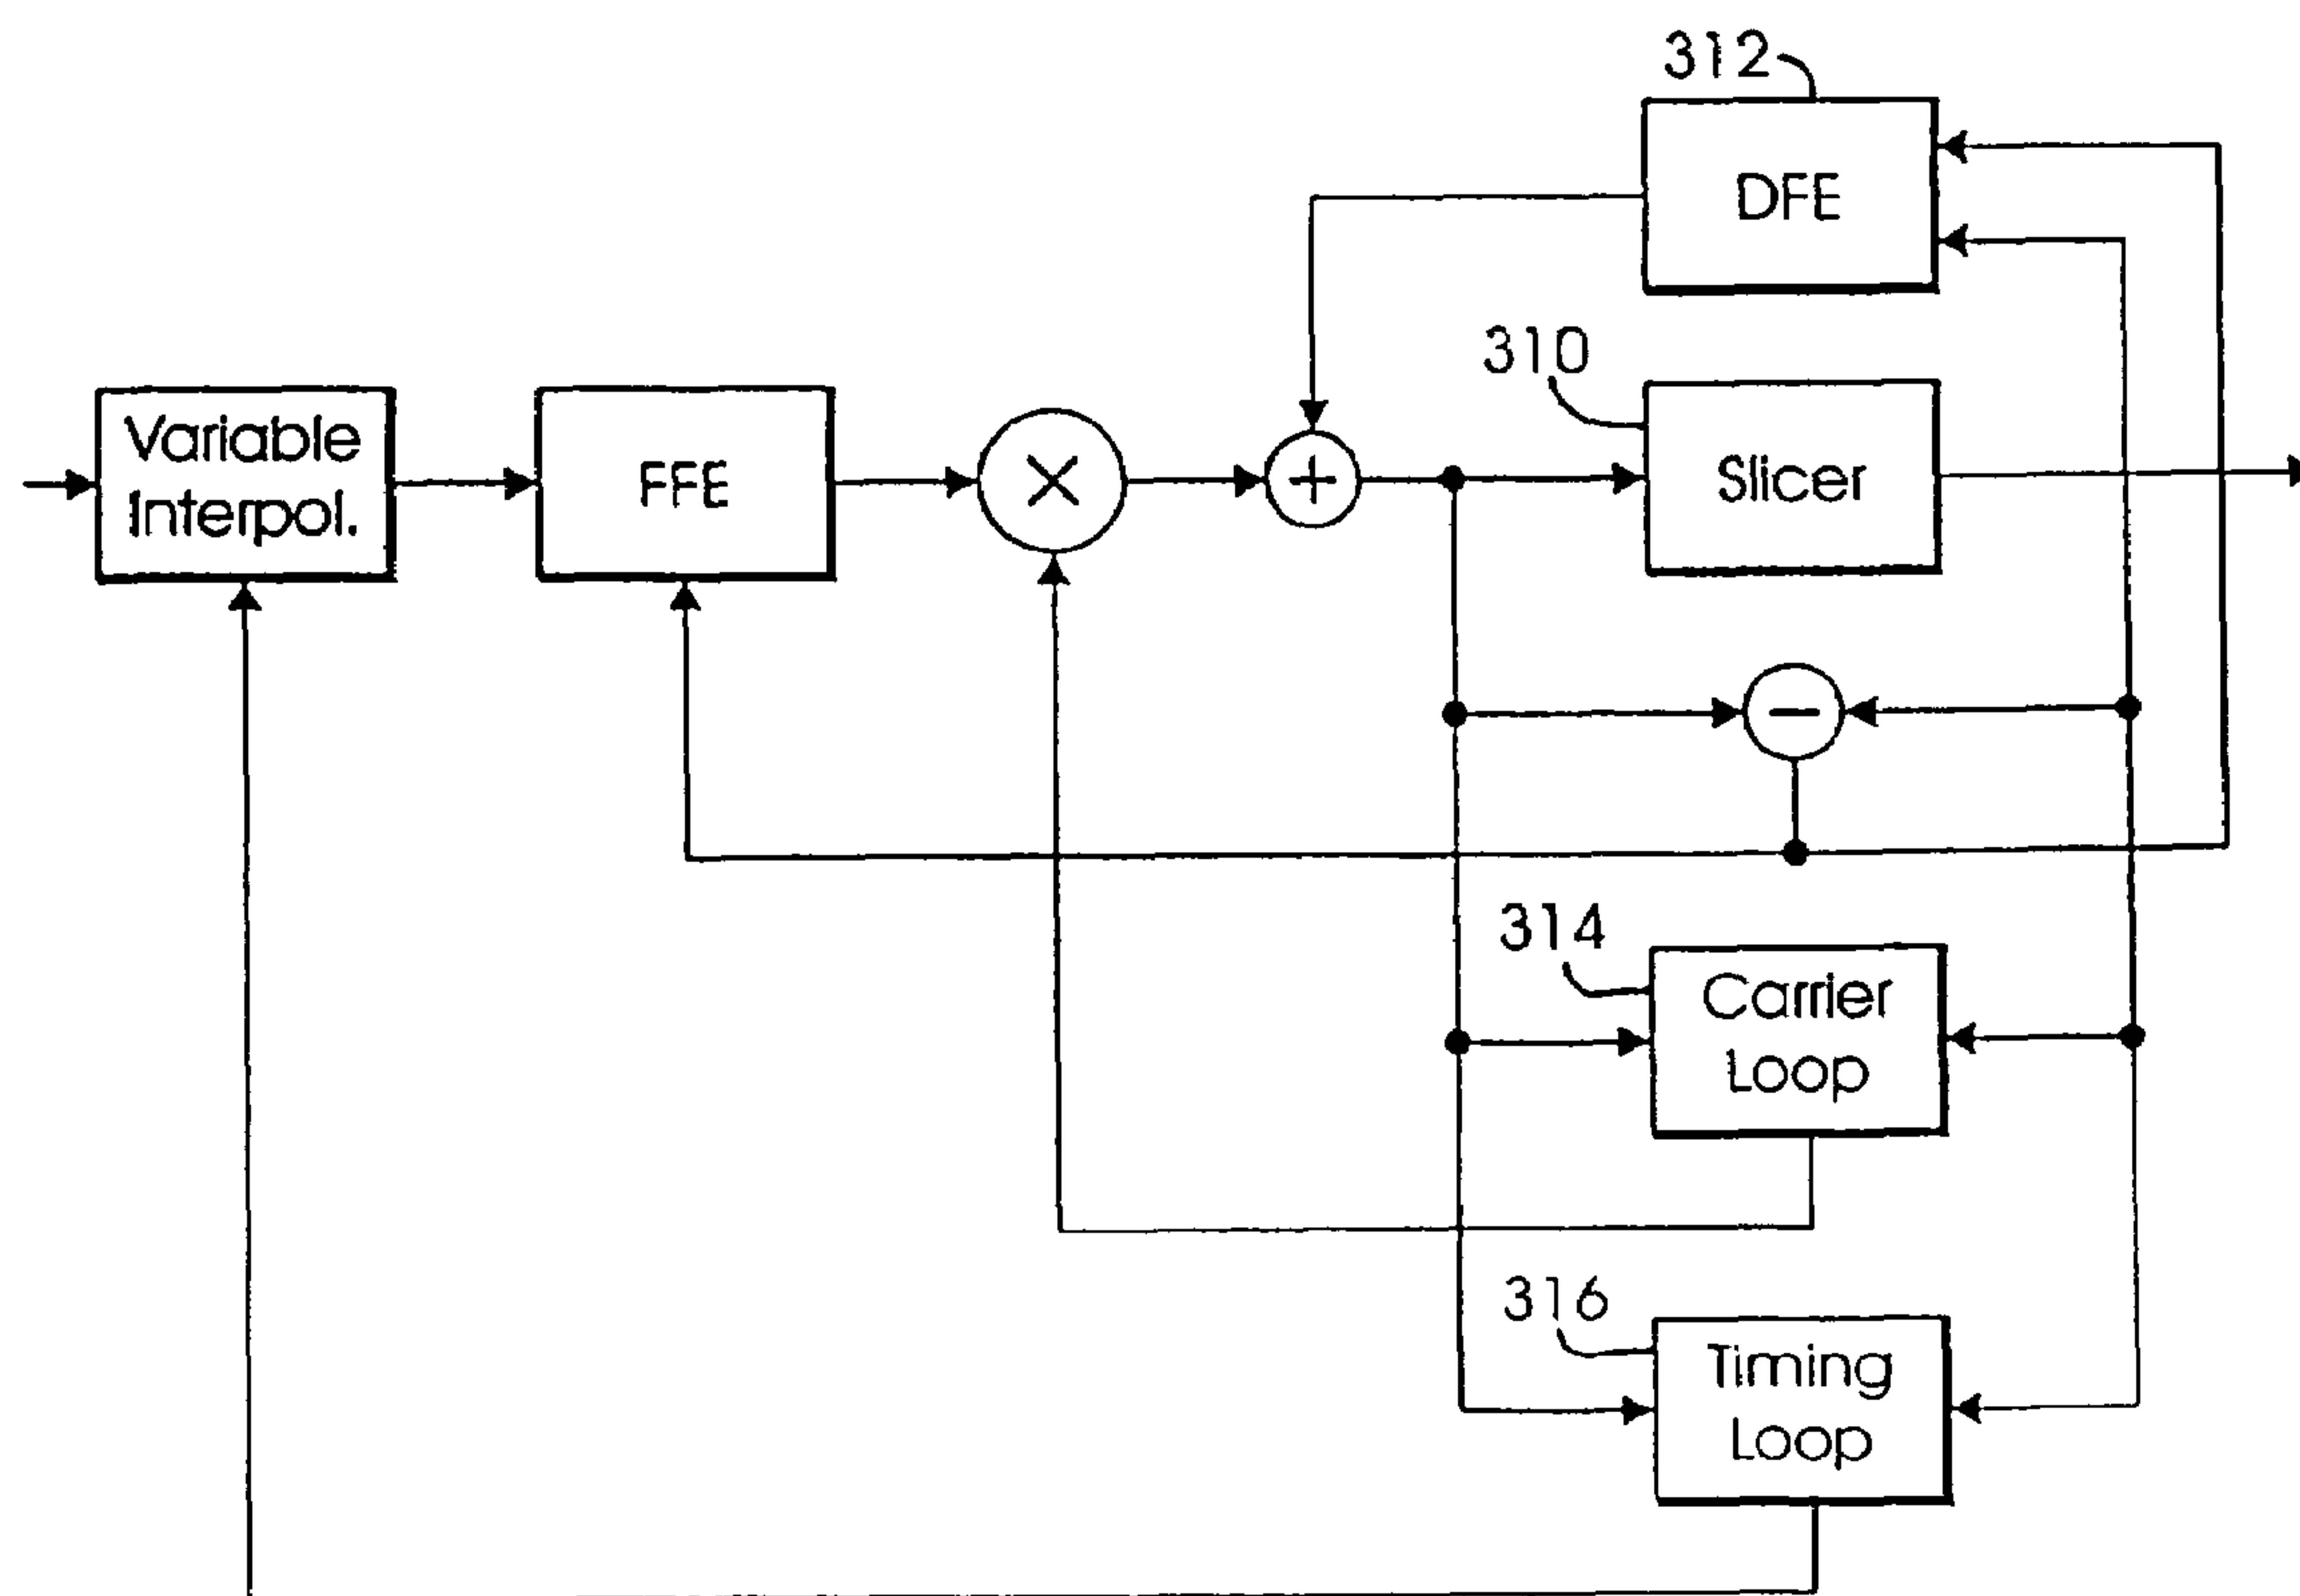 312
DFE
310
Variable
Interpol.
FFE
Slicer
314
Carrier
Loop
316
Timing
Loop